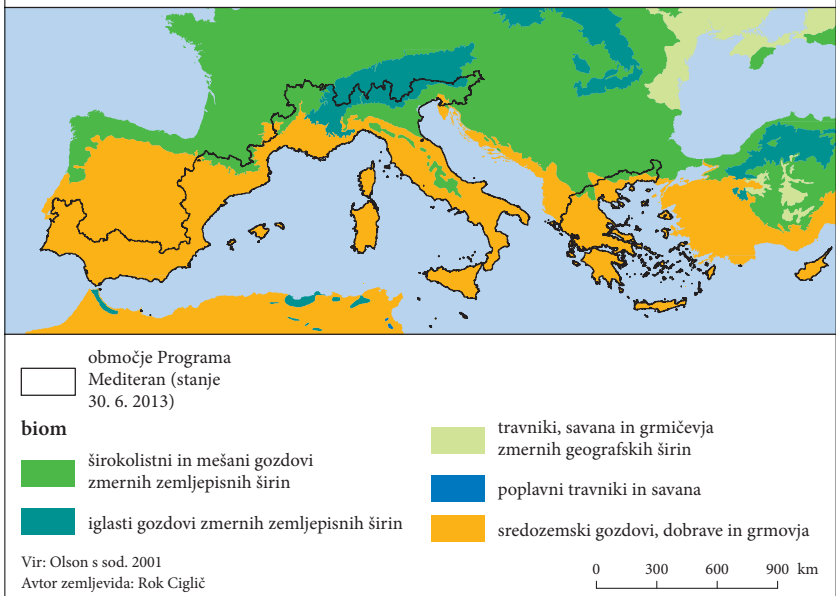 območje Programa
Mediteran (stanje
30. 6. 2013)
biom
širokolistni in mešani gozdovi
zmernih zemljepisnih širin
iglasti gozdovi zmernih zemljepisnih širin
travniki, savana in grmičevja
zmernih geografskih širin
poplavni travniki in savana
sredozemski gozdovi, dobrave in grmovja
Vir: Olson s sod. 2001
Avtor zemljevida: Rok Ciglič
0 300 600 900 km